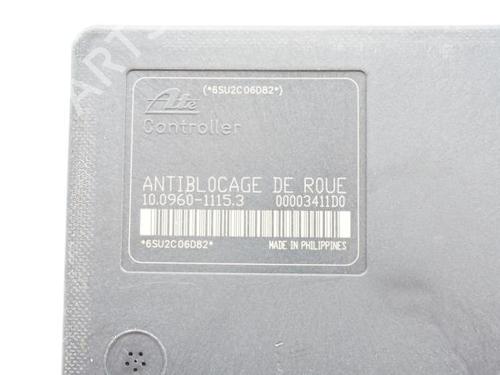 (*6SU2C06D82*)
Ate
Controller
ANTIBLOCAGE DE ROUE
10.0960-1115.3 00003411D0
*6SU2C06D82* MADE IN PHILIPPINES